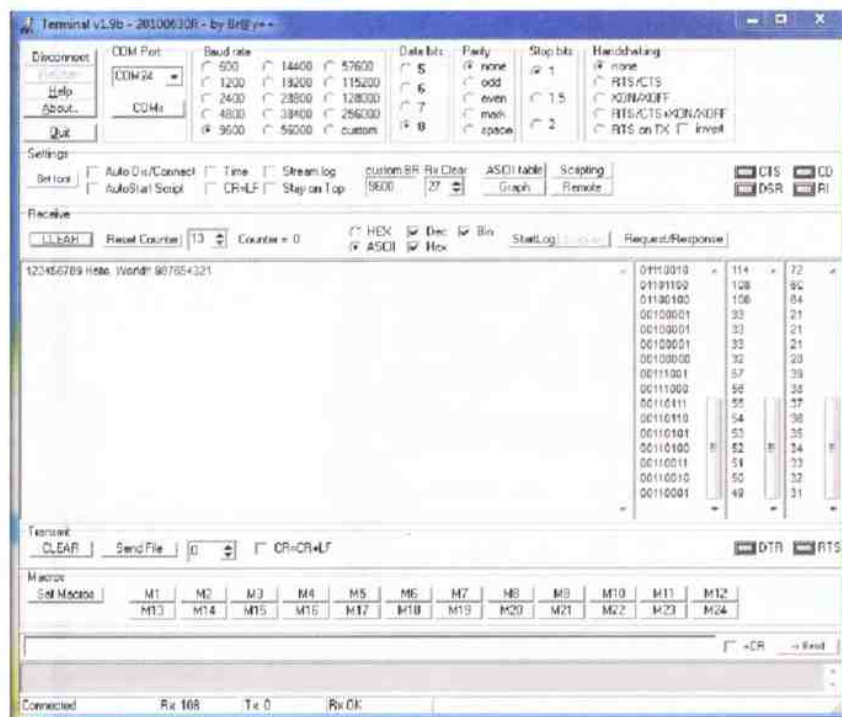 Terminal v1.9b - 20100630R - by Br@y++
Disconnect
Help
About..
Quit
COM Port
COM24
COMs
Baud rate
600 14400 57600
1200 19200 115200
2400 28800 128000
4800 38400 256000
9600 56000 custom
Data bits
5
6
7
8
Parity
none
odd
even
mark
space
Stop bits
1
1.5
2
Handshaking
none
RTS/CTS
XON/XOFF
RTS/CTS+XON/XOFF
RTS on TX invert
Settings
Set font
Auto Dis/Connect Time Stream log
AutoStart Script CR=LF Stay on Top
custom BR Rx Clear
9600 27
ASCII table Scripting
Graph Remote
CTS CD
DSR RI
Receive
CLEAR Reset Counter 13 Counter = 0
HEX Dec Bin
ASCII Hex
StartLog Request/Response
123456789 Hello, World!! 987654321
01110010 114 72
01101100 108 6C
01100100 100 64
00100001 33 21
00100001 33 21
00100001 33 21
00100000 32 20
00111001 57 39
00111000 56 38
00110111 55 37
00110110 54 36
00110101 53 35
00110100 52 34
00110011 51 33
00110010 50 32
00110001 49 31
Transmit
CLEAR Send File 0 CR=CR+LF
DTR RTS
Macros
Set Macros
M1 M2 M3 M4 M5 M6 M7 M8 M9 M10 M11 M12
M13 M14 M15 M16 M17 M18 M19 M20 M21 M22 M23 M24
+CR -> Send
Connected Rx: 108 Tx: 0 Rx OK